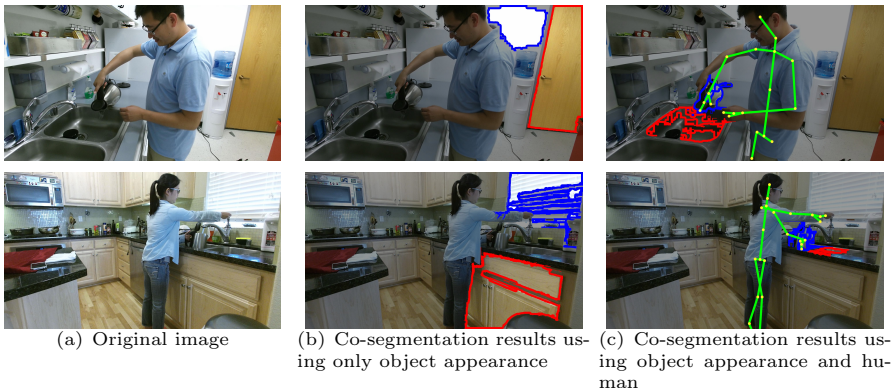 (a) Original image
(b) Co-segmentation results us-
ing only object appearance
(c) Co-segmentation results us-
ing object appearance and hu-
man